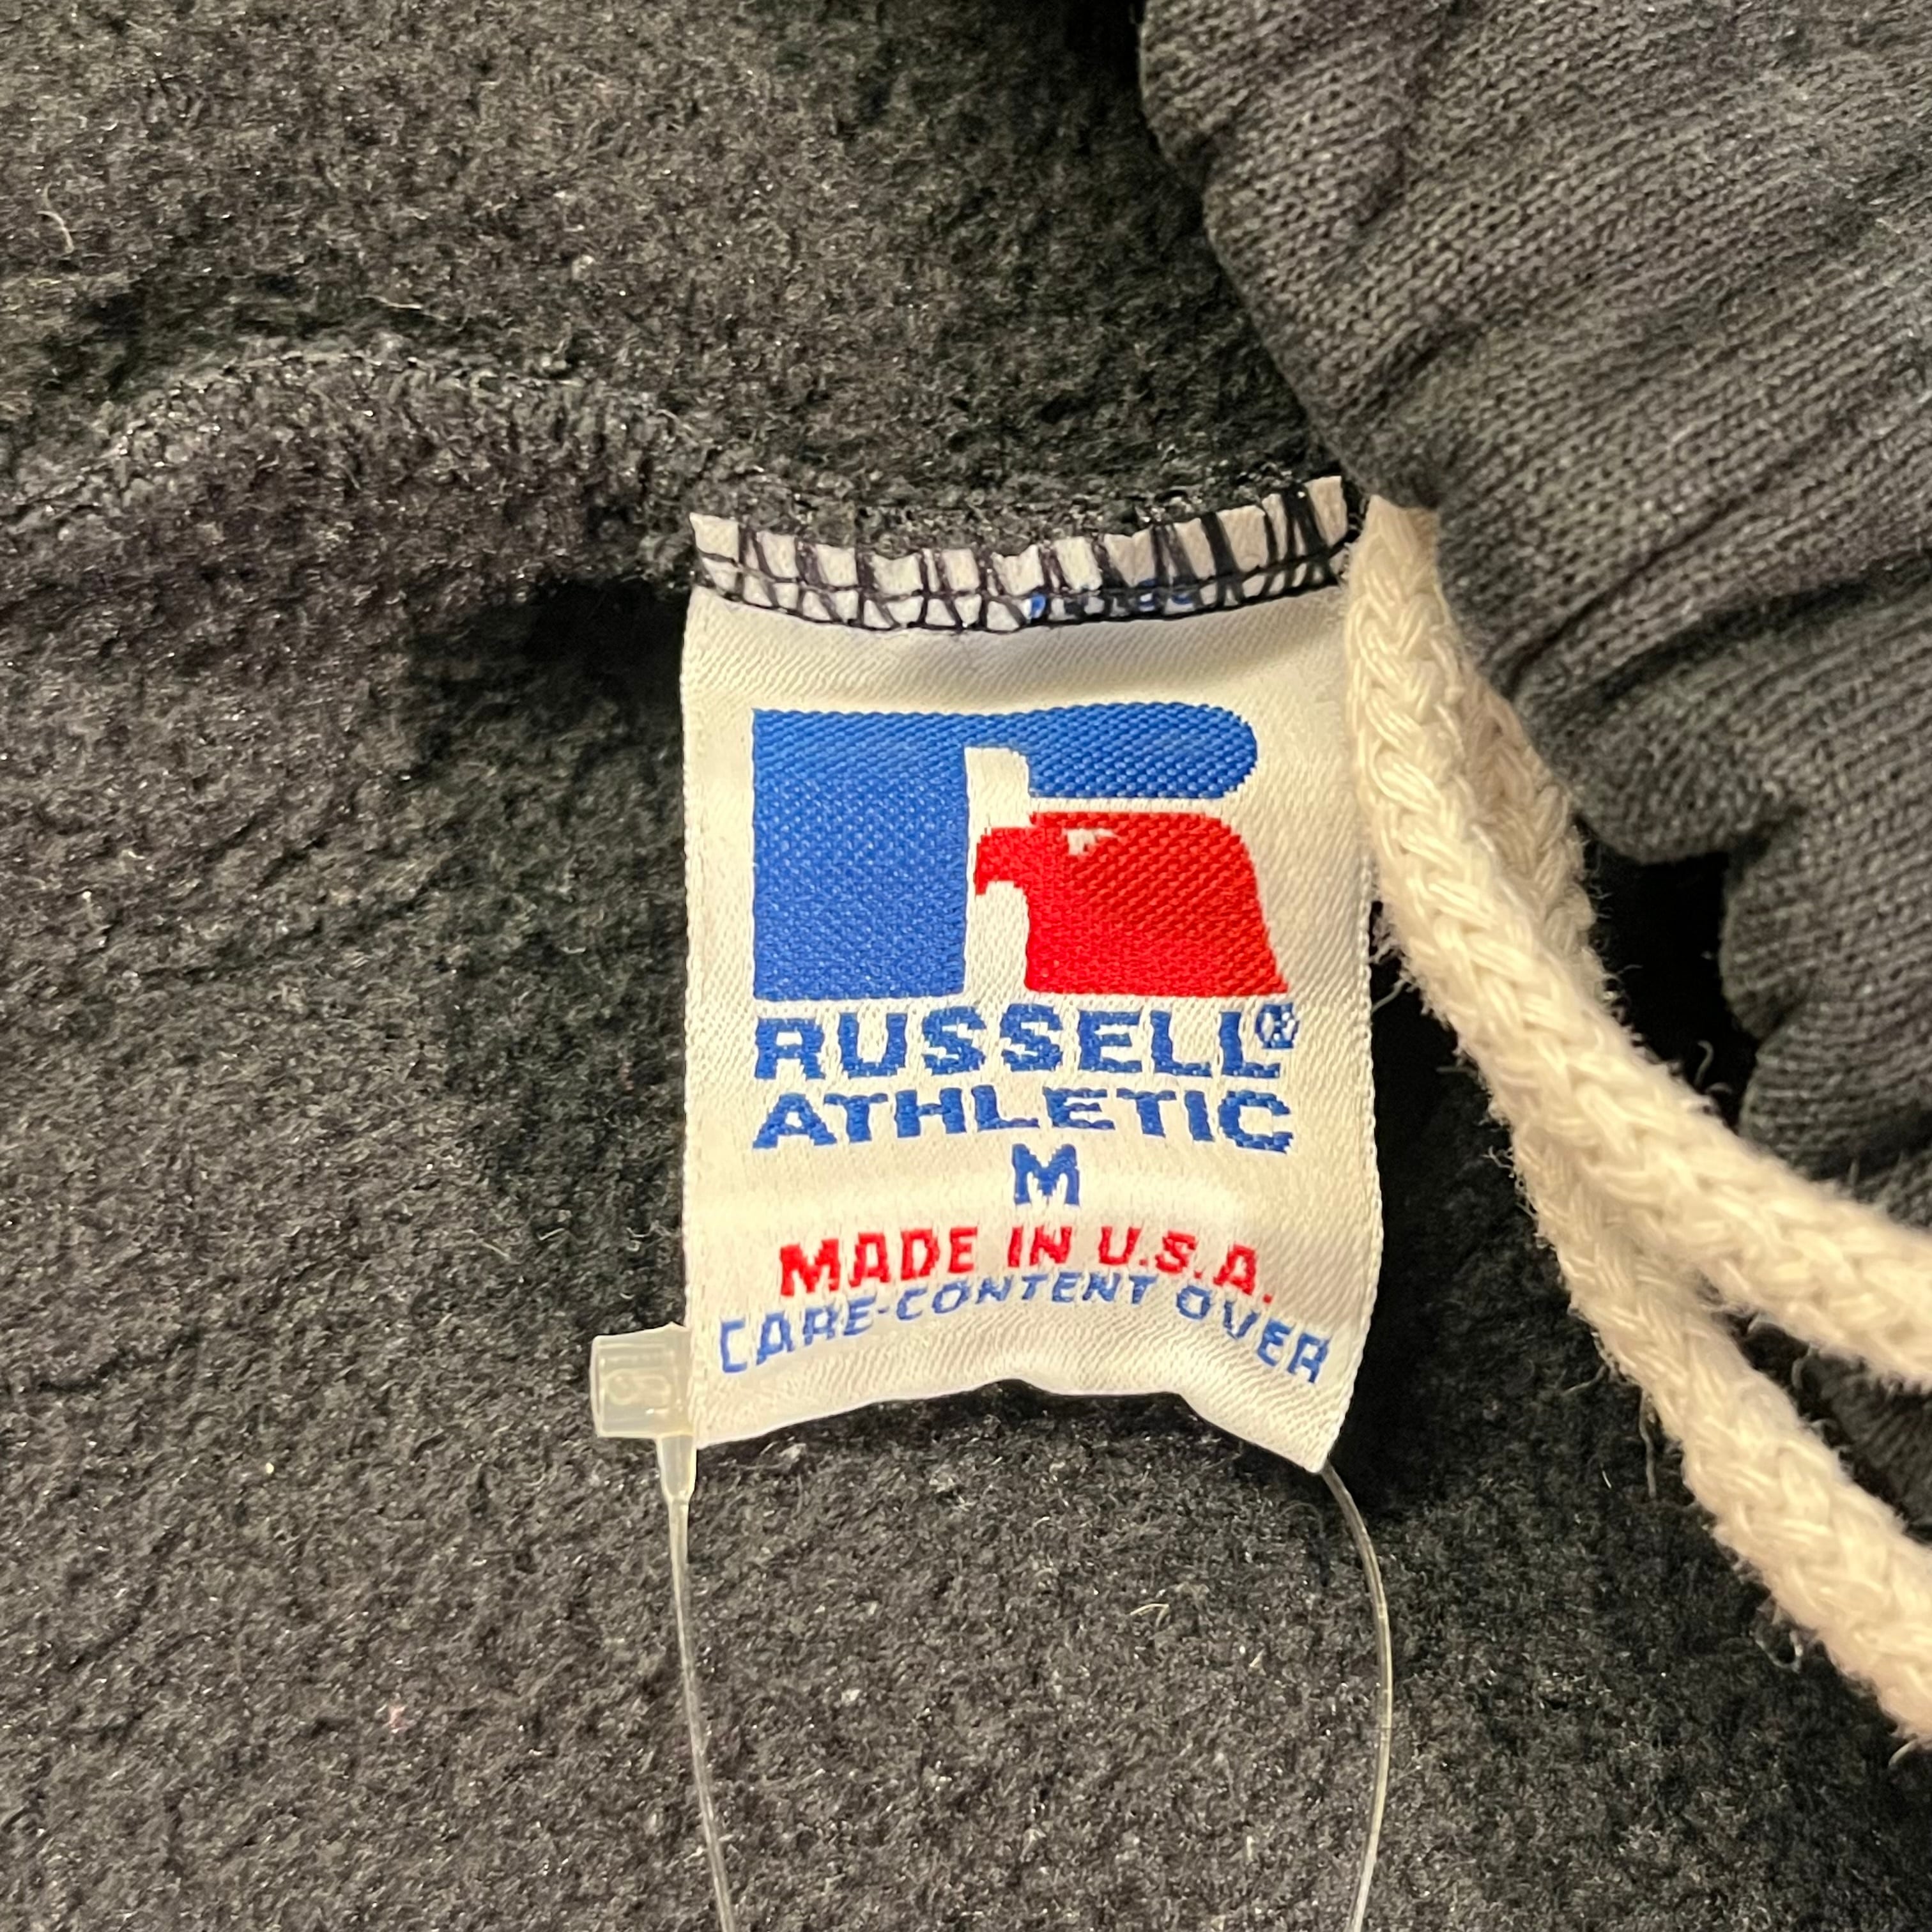 RUSSELL®
ATHLETIC
M
MADE IN U.S.A.
CARE-CONTENT OVER